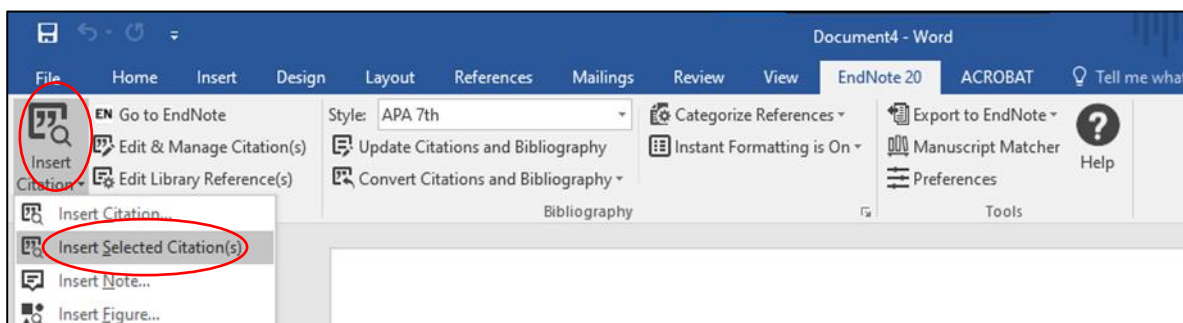 Document4 - Word
File Home Insert Design Layout References Mailings Review View EndNote 20 ACROBAT Tell me what
Insert Citation
EN Go to EndNote
Edit & Manage Citation(s)
Edit Library Reference(s)
Style: APA 7th
Update Citations and Bibliography
Convert Citations and Bibliography
Bibliography
Categorize References
Instant Formatting is On
Export to EndNote
Manuscript Matcher
Preferences
Tools
Help
Insert Citation...
Insert Selected Citation(s)
Insert Note...
Insert Figure...